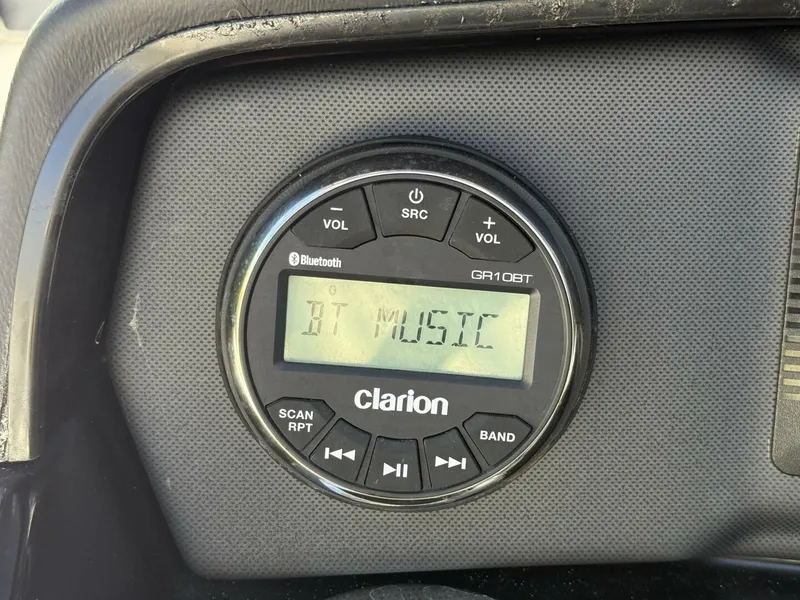 SRC
− VOL
+ VOL
Bluetooth
GR10BT
BT MUSIC
clarion
SCAN
RPT
BAND